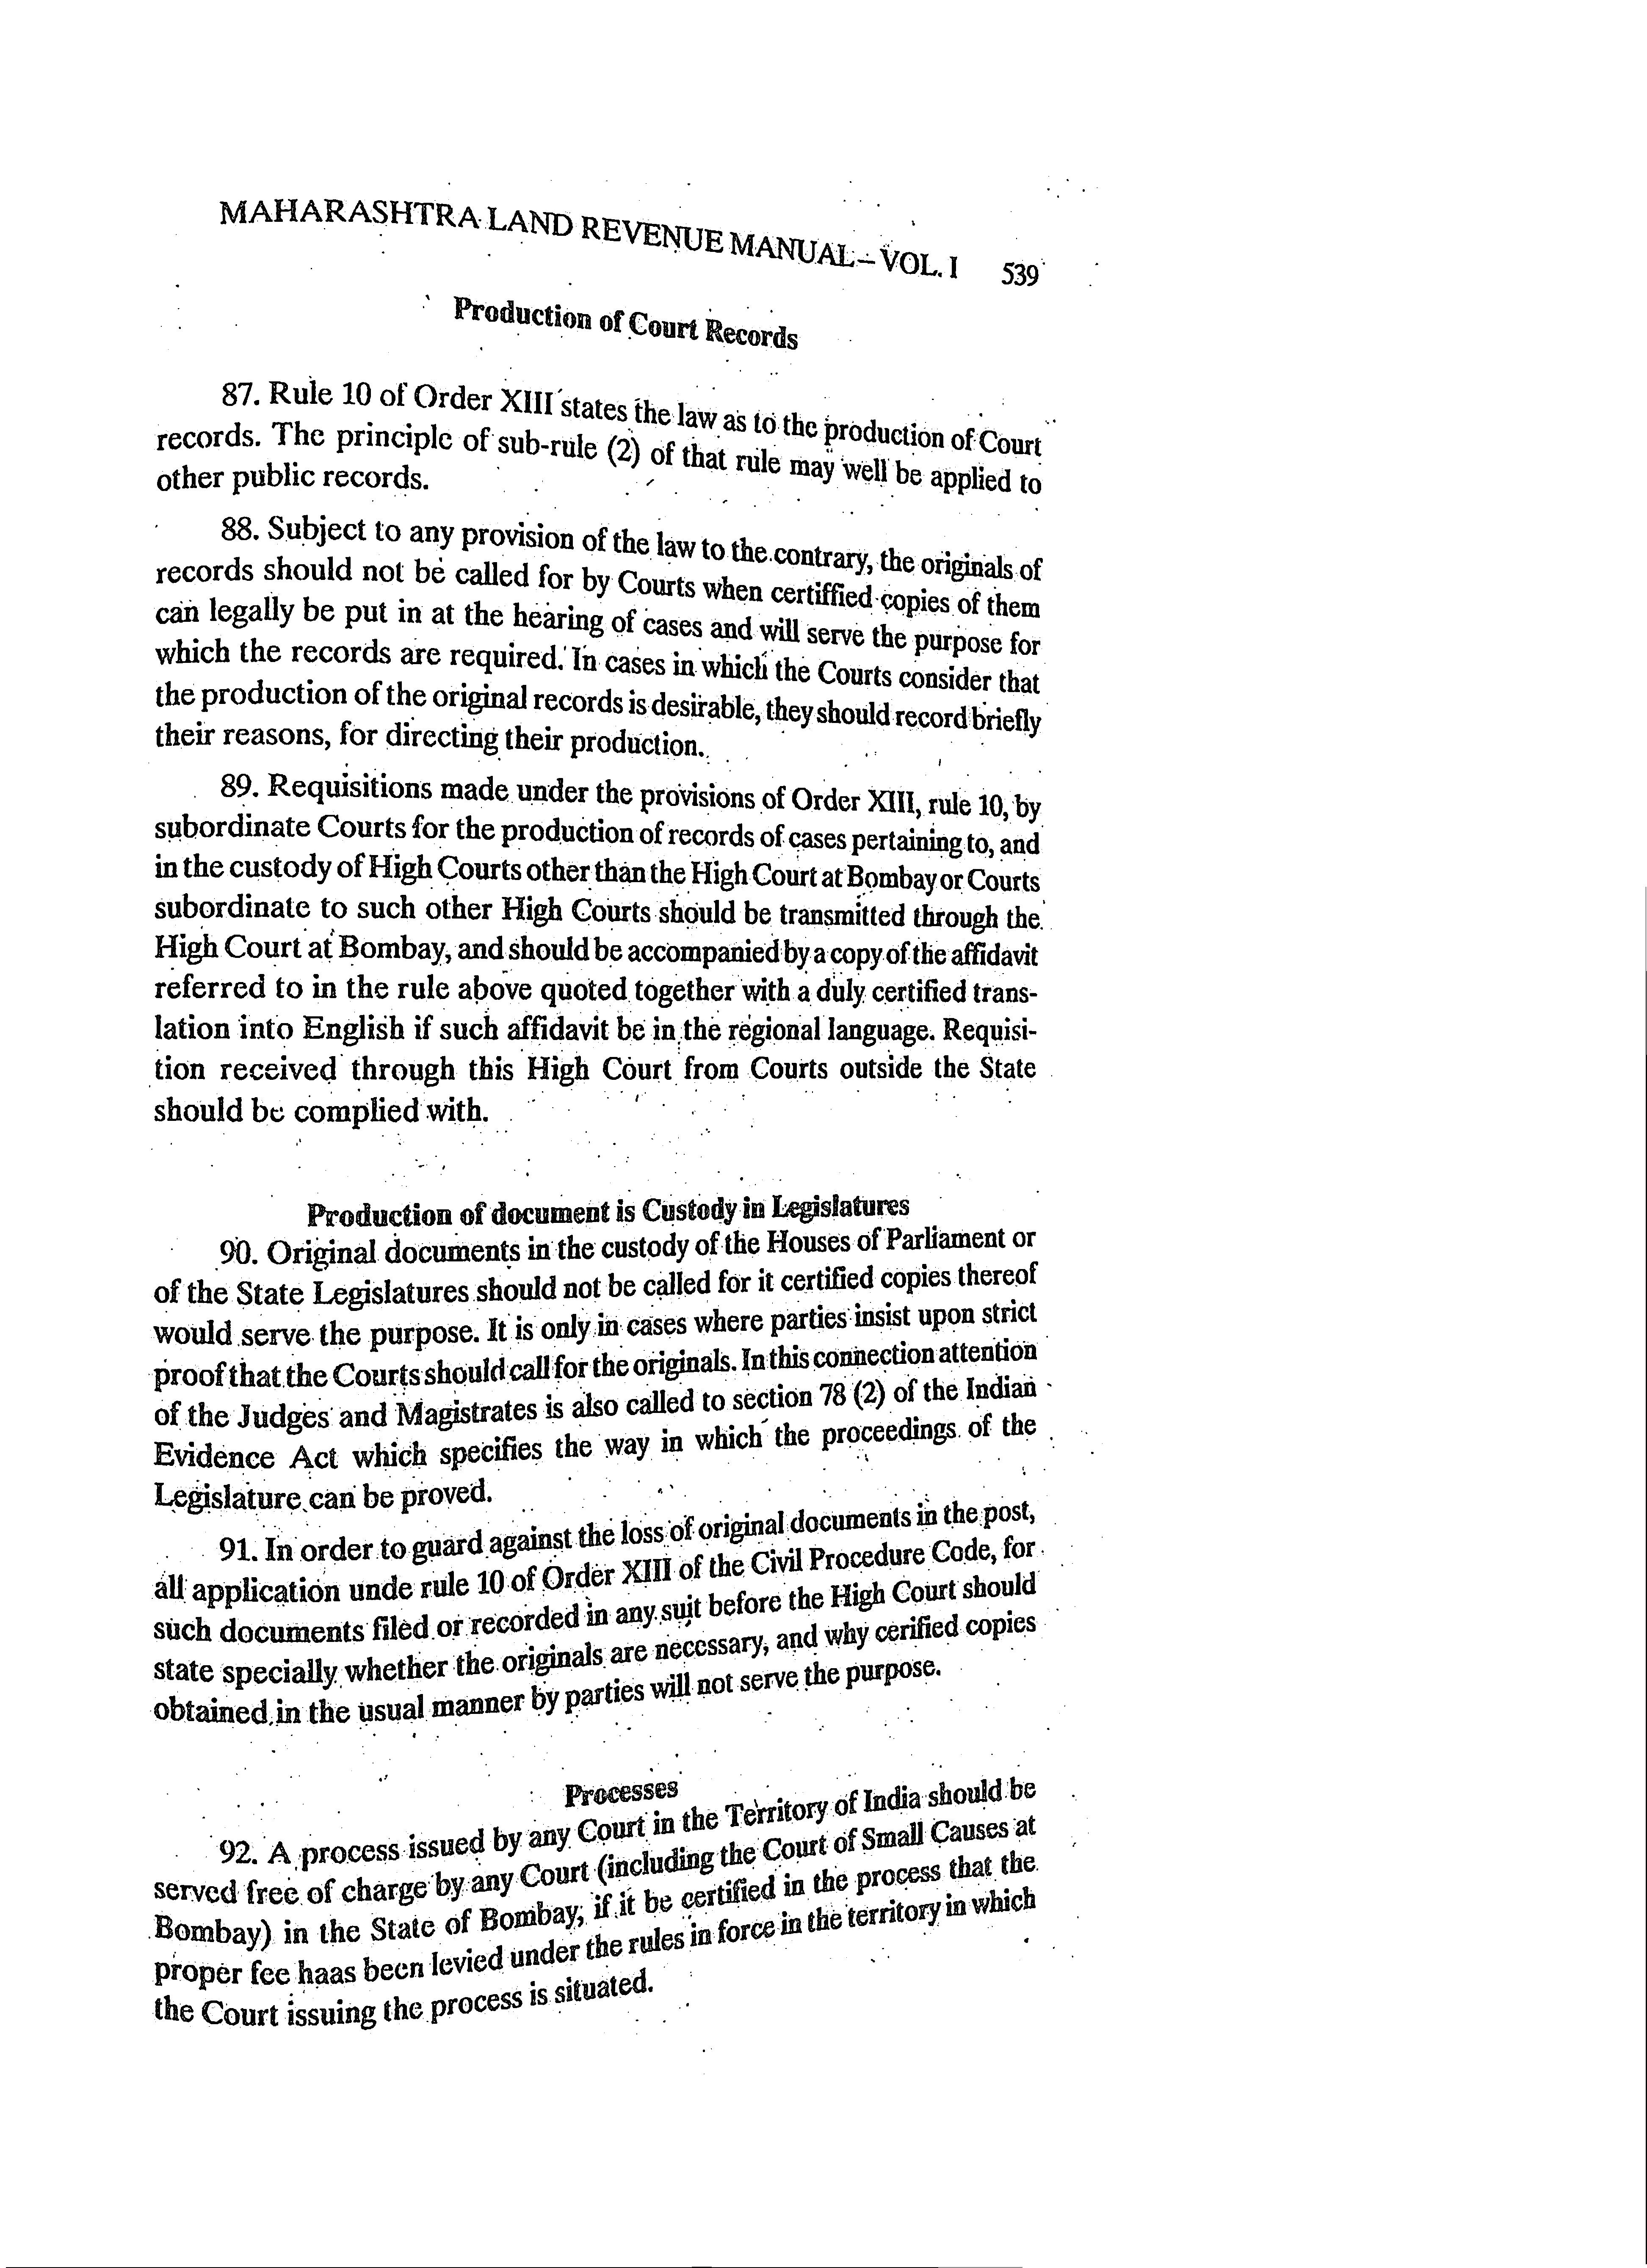 MAHARASHTRA LAND REVENUE MANUAL – VOL. I 539
Production of Court Records
87. Rule 10 of Order XIII states the law as to the production of Court
records. The principle of sub-rule (2) of that rule may well be applied to
other public records.
88. Subject to any provision of the law to the contrary, the originals of
records should not be called for by Courts when certiffied copies of them
can legally be put in at the hearing of cases and will serve the purpose for
which the records are required. In cases in which the Courts consider that
the production of the original records is desirable, they should record briefly
their reasons, for directing their production.
89. Requisitions made under the provisions of Order XIII, rule 10, by
subordinate Courts for the production of records of cases pertaining to, and
in the custody of High Courts other than the High Court at Bombay or Courts
subordinate to such other High Courts should be transmitted through the
High Court at Bombay, and should be accompanied by a copy of the affidavit
referred to in the rule above quoted together with a duly certified trans-
lation into English if such affidavit be in the regional language. Requisi-
tion received through this High Court from Courts outside the State
should be complied with.
Production of document is Custody in Legislatures
90. Original documents in the custody of the Houses of Parliament or
of the State Legislatures should not be called for it certified copies thereof
would serve the purpose. It is only in cases where parties insist upon strict
proof that the Courts should call for the originals. In this connection attention
of the Judges and Magistrates is also called to section 78 (2) of the Indian
Evidence Act which specifies the way in which the proceedings of the
Legislature can be proved.
91. In order to guard against the loss of original documents in the post,
all application unde rule 10 of Order XIII of the Civil Procedure Code, for
such documents filed or recorded in any suit before the High Court should
state specially whether the originals are necessary, and why cerified copies
obtained in the usual manner by parties will not serve the purpose.
Processes
92. A process issued by any Court in the Territory of India should be
served free of charge by any Court (including the Court of Small Causes at
Bombay) in the State of Bombay, if it be certified in the process that the
proper fee haas been levied under the rules in force in the territory in which
the Court issuing the process is situated.